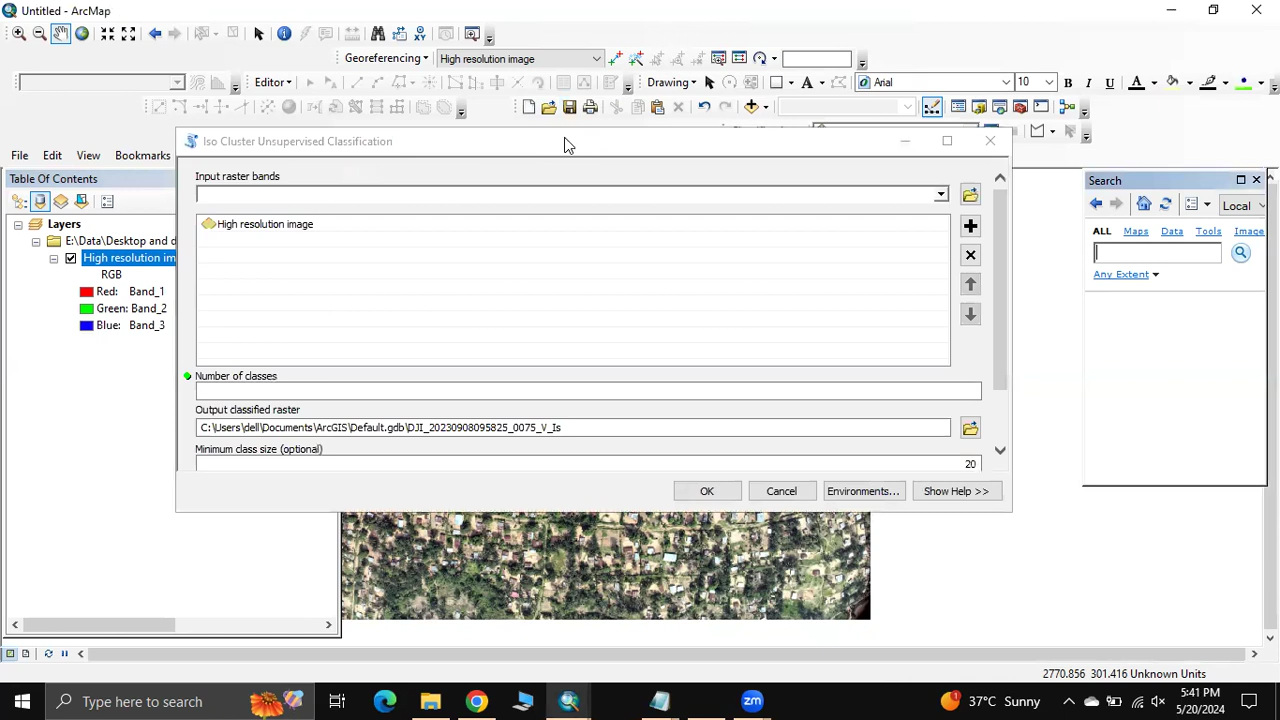 Untitled - ArcMap
Georeferencing
High resolution image
Editor
Drawing
Arial
10
B
I
U
A
A
XY
File
Edit
View
Bookmarks
Table Of Contents
Layers
E:\Data\Desktop and d
High resolution im
RGB
Red: Band_1
Green: Band_2
Blue: Band_3
Iso Cluster Unsupervised Classification
Input raster bands
High resolution image
Number of classes
Output classified raster
C:\Users\dell\Documents\ArcGIS\Default.gdb\DJI_20230908095825_0075_V_Is
Minimum class size (optional)
20
OK
Cancel
Environments...
Show Help >>
Search
Local
ALL
Maps
Data
Tools
Image
Any Extent
2770.856 301.416 Unknown Units
Type here to search
zm
1
37°C Sunny
5:41 PM
5/20/2024